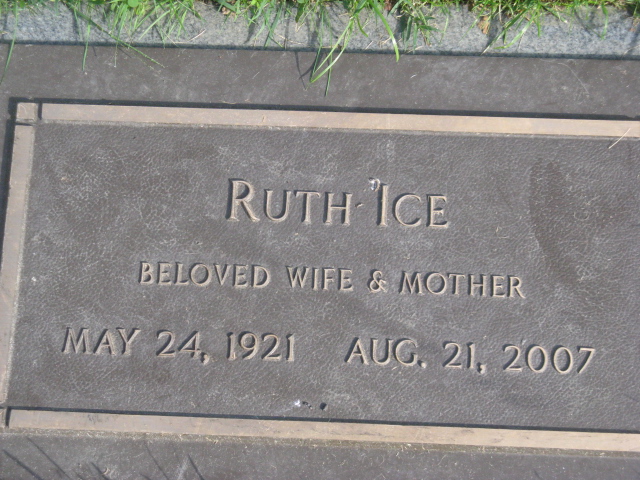 RUTH ICE
BELOVED WIFE & MOTHER
MAY 24, 1921 AUG. 21, 2007